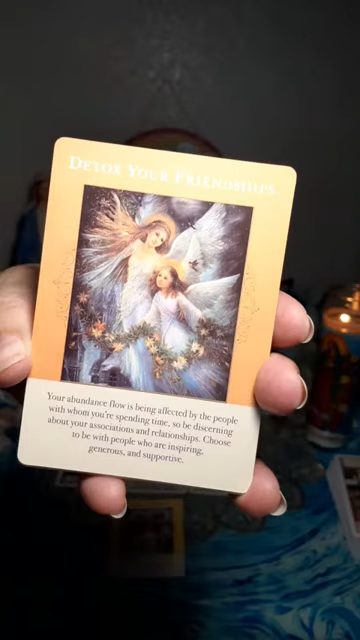 Detox Your Friendships
Your abundance flow is being affected by the people
with whom you're spending time, so be discerning
about your associations and relationships. Choose
to be with people who are inspiring,
generous, and supportive.